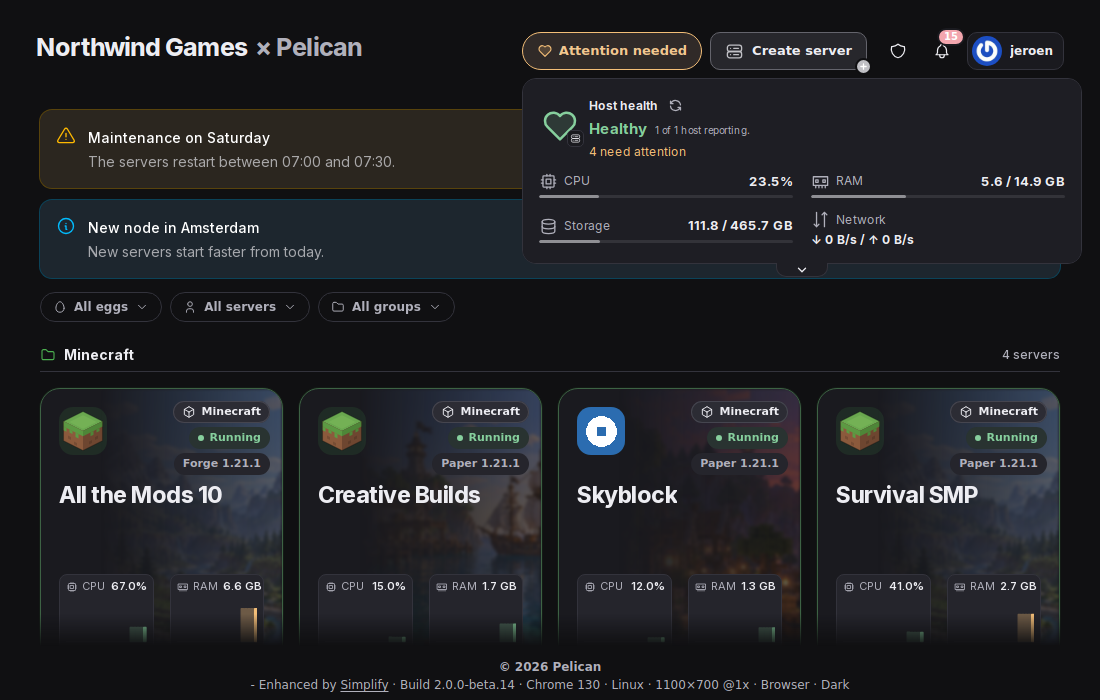 Northwind Games × Pelican
Attention needed
Create server
15
jeroen
Host health
Healthy 1 of 1 host reporting.
4 need attention
CPU 23.5%
RAM 5.6 / 14.9 GB
Storage 111.8 / 465.7 GB
Network
↓ 0 B/s / ↑ 0 B/s
Maintenance on Saturday
The servers restart between 07:00 and 07:30.
New node in Amsterdam
New servers start faster from today.
All eggs
All servers
All groups
Minecraft
4 servers
Minecraft
Running
Forge 1.21.1
All the Mods 10
CPU 67.0%
RAM 6.6 GB
Minecraft
Running
Paper 1.21.1
Creative Builds
CPU 15.0%
RAM 1.7 GB
Minecraft
Running
Paper 1.21.1
Skyblock
CPU 12.0%
RAM 1.3 GB
Minecraft
Running
Paper 1.21.1
Survival SMP
CPU 41.0%
RAM 2.7 GB
© 2026 Pelican
- Enhanced by Simplify · Build 2.0.0-beta.14 · Chrome 130 · Linux · 1100×700 @1x · Browser · Dark